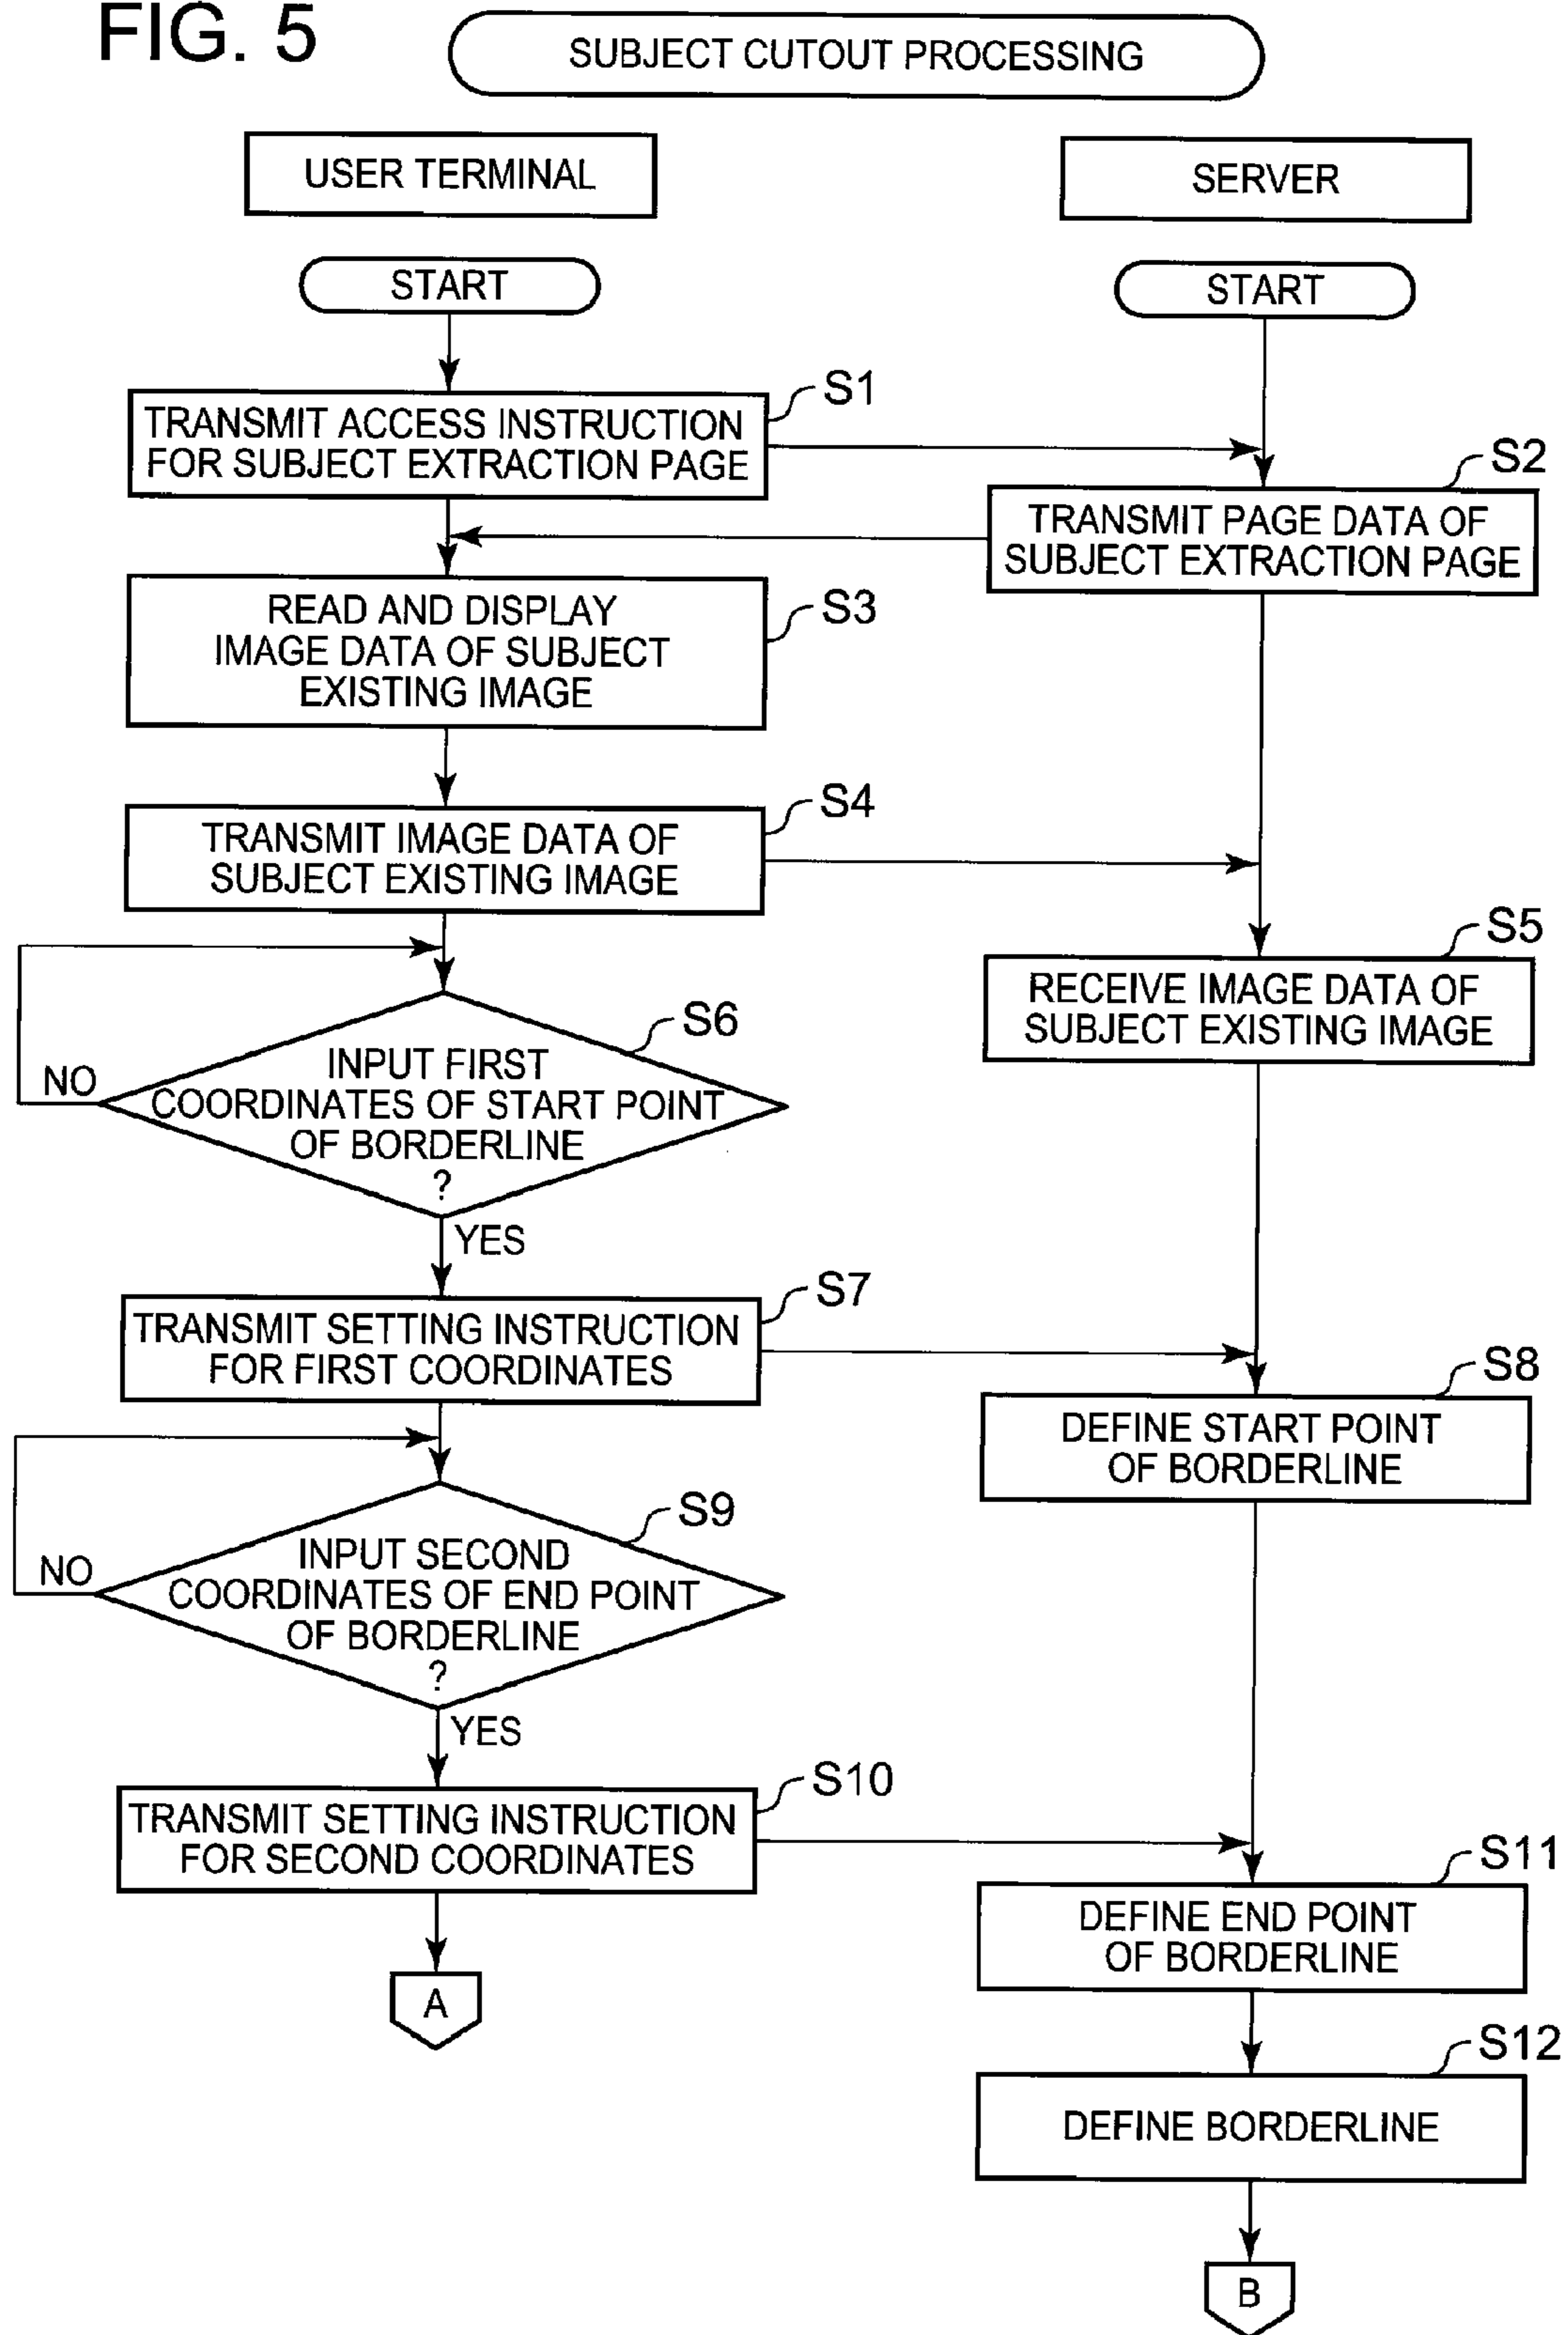 FIG. 5
SUBJECT CUTOUT PROCESSING
USER TERMINAL
SERVER
START
START
S1
TRANSMIT ACCESS INSTRUCTION
FOR SUBJECT EXTRACTION PAGE
S2
TRANSMIT PAGE DATA OF
SUBJECT EXTRACTION PAGE
S3
READ AND DISPLAY
IMAGE DATA OF SUBJECT
EXISTING IMAGE
S4
TRANSMIT IMAGE DATA OF
SUBJECT EXISTING IMAGE
S5
RECEIVE IMAGE DATA OF
SUBJECT EXISTING IMAGE
S6
INPUT FIRST
COORDINATES OF START POINT
OF BORDERLINE
?
NO
YES
S7
TRANSMIT SETTING INSTRUCTION
FOR FIRST COORDINATES
S8
DEFINE START POINT
OF BORDERLINE
S9
INPUT SECOND
COORDINATES OF END POINT
OF BORDERLINE
?
NO
YES
S10
TRANSMIT SETTING INSTRUCTION
FOR SECOND COORDINATES
S11
DEFINE END POINT
OF BORDERLINE
A
S12
DEFINE BORDERLINE
B